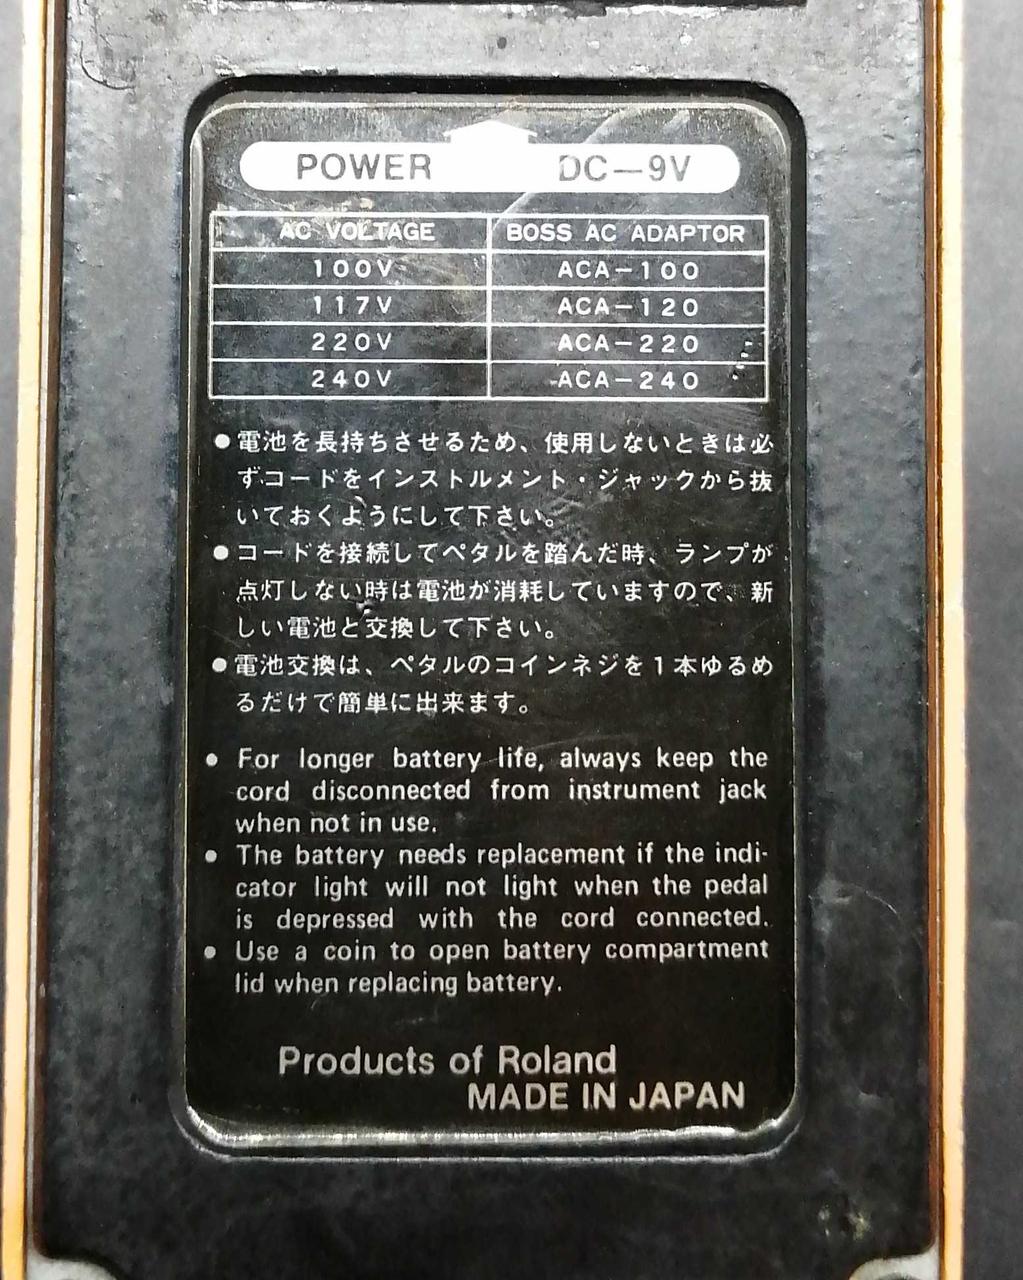 POWER DC—9V
AC VOLTAGE BOSS AC ADAPTOR
100V ACA−100
117V ACA−120
220V ACA−220
240V ACA−240
●電池を長持ちさせるため、使用しないときは必
ずコードをインストルメント・ジャックから抜
いておくようにして下さい。
●コードを接続してペタルを踏んだ時、ランプが
点灯しない時は電池が消耗していますので、新
しい電池と交換して下さい。
●電池交換は、ペタルのコインネジを1本ゆるめ
るだけで簡単に出来ます。
• For longer battery life, always keep the
cord disconnected from instrument jack
when not in use.
• The battery needs replacement if the indi-
cator light will not light when the pedal
is depressed with the cord connected.
• Use a coin to open battery compartment
lid when replacing battery.
Products of Roland
MADE IN JAPAN